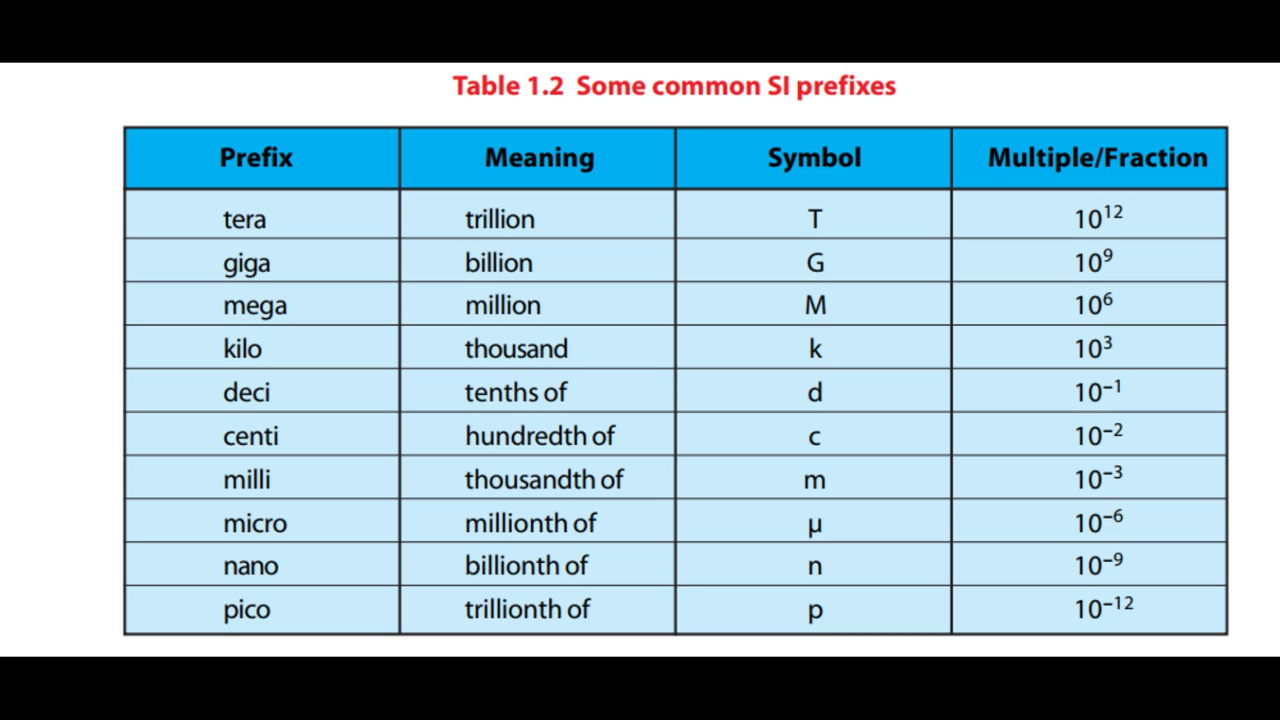 Table 1.2 Some common SI prefixes
Prefix Meaning Symbol Multiple/Fraction
tera trillion T 10¹²
giga billion G 10⁹
mega million M 10⁶
kilo thousand k 10³
deci tenths of d 10⁻¹
centi hundredth of c 10⁻²
milli thousandth of m 10⁻³
micro millionth of μ 10⁻⁶
nano billionth of n 10⁻⁹
pico trillionth of p 10⁻¹²